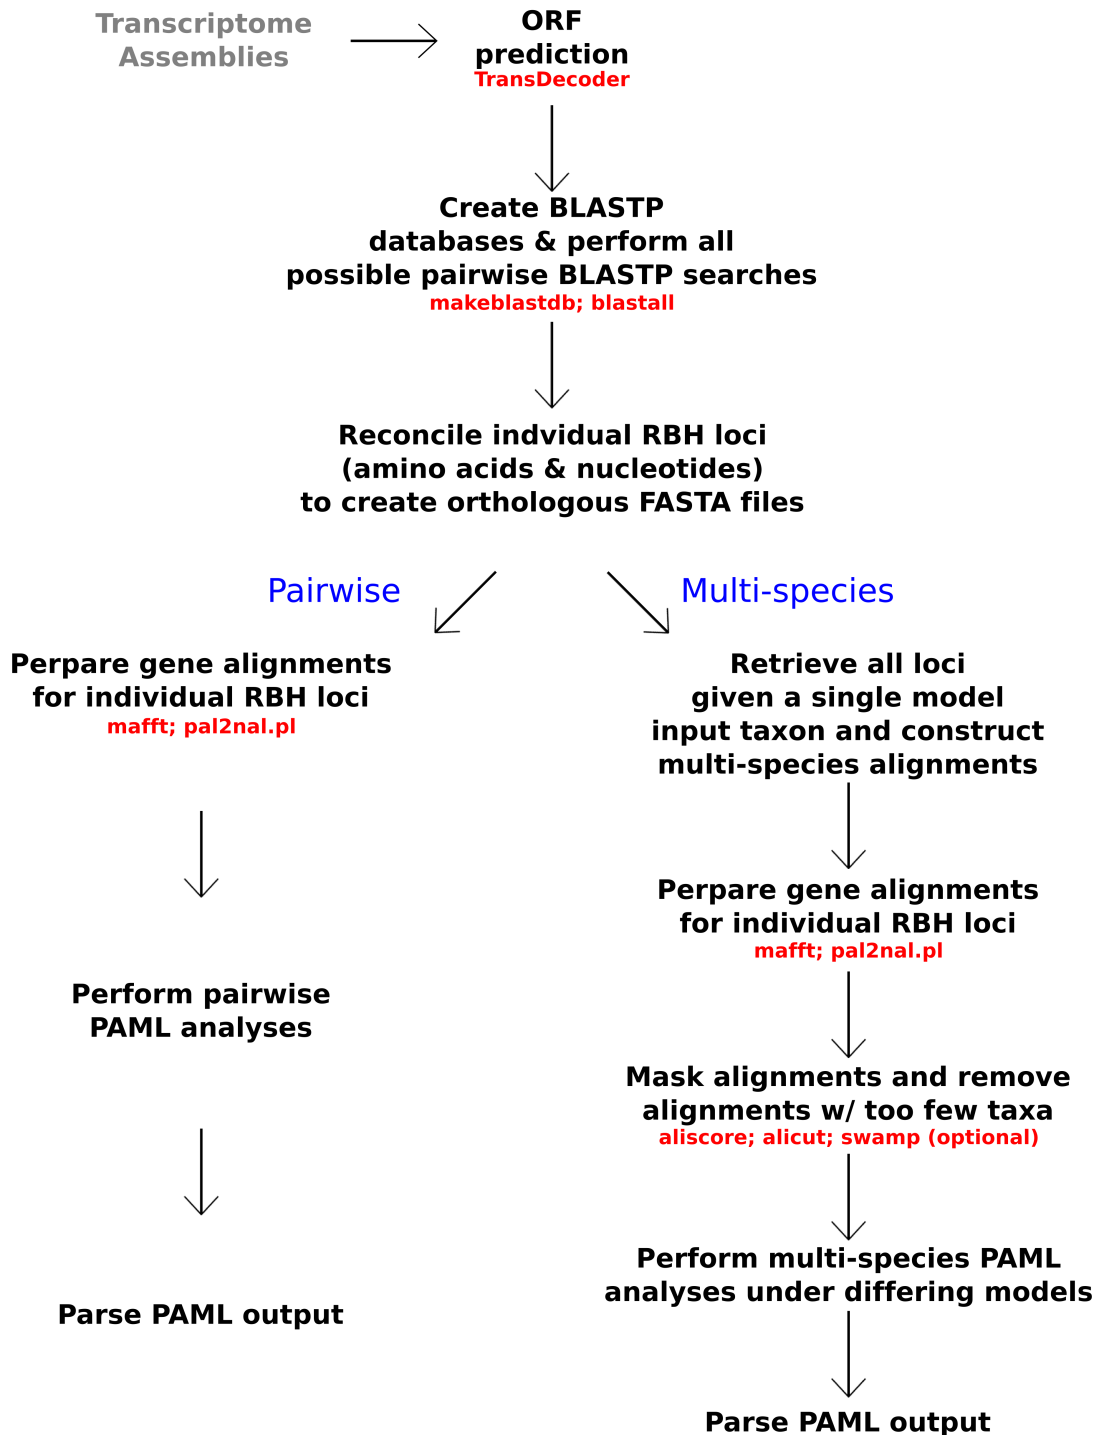 Transcriptome
Assemblies
ORF
prediction
TransDecoder
Create BLASTP
databases & perform all
possible pairwise BLASTP searches
makeblastdb; blastall
Reconcile indvidual RBH loci
(amino acids & nucleotides)
to create orthologous FASTA files
Pairwise
Perpare gene alignments
for individual RBH loci
mafft; pal2nal.pl
Perform pairwise
PAML analyses
Parse PAML output
Multi-species
Retrieve all loci
given a single model
input taxon and construct
multi-species alignments
Perpare gene alignments
for individual RBH loci
mafft; pal2nal.pl
Mask alignments and remove
alignments w/ too few taxa
aliscore; alicut; swamp (optional)
Perform multi-species PAML
analyses under differing models
Parse PAML output